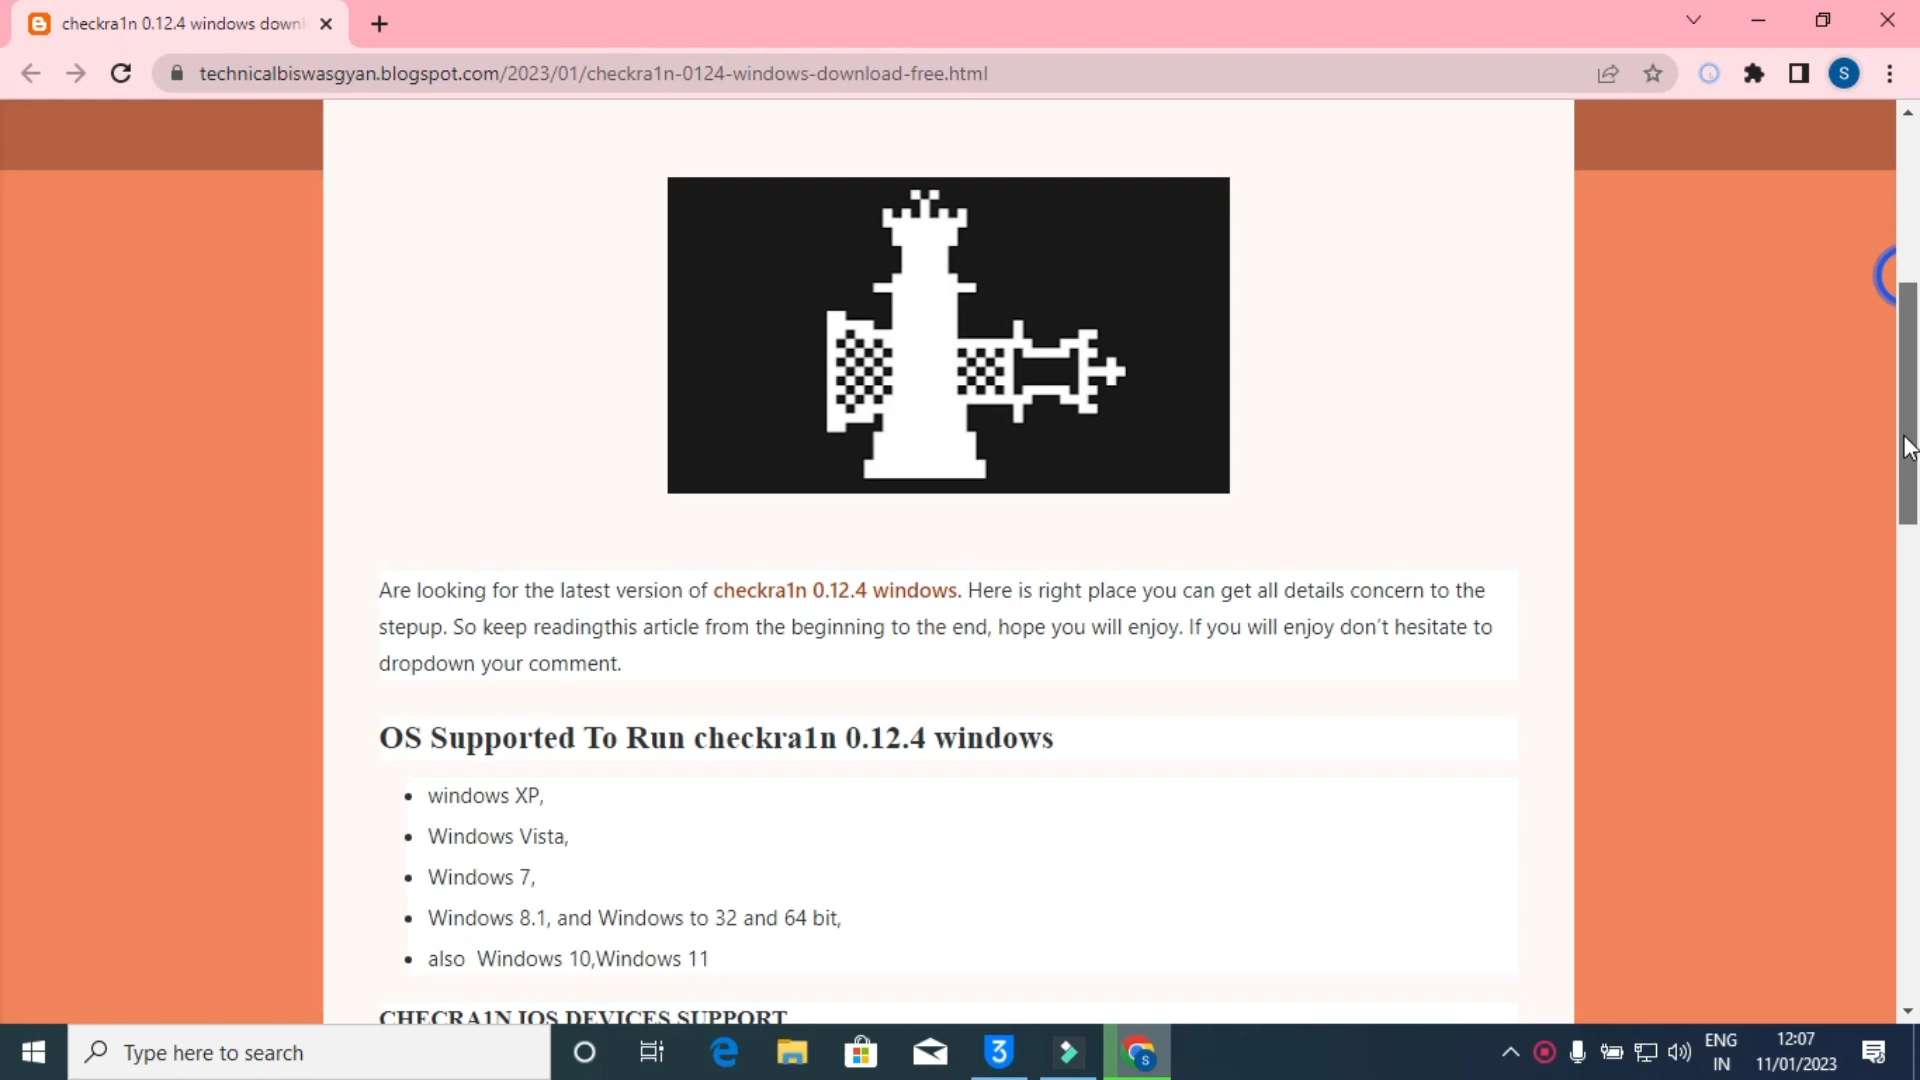 checkra1n 0.12.4 windows down
technicalbiswasgyan.blogspot.com/2023/01/checkra1n-0124-windows-download-free.html
S
Are looking for the latest version of checkra1n 0.12.4 windows. Here is right place you can get all details concern to the
stepup. So keep readingthis article from the beginning to the end, hope you will enjoy. If you will enjoy don't hesitate to
dropdown your comment.
OS Supported To Run checkra1n 0.12.4 windows
windows XP,
Windows Vista,
Windows 7,
Windows 8.1, and Windows to 32 and 64 bit,
also  Windows 10,Windows 11
CHECRA1N IOS DEVICES SUPPORT
Type here to search
3
S
ENG
IN
12:07
11/01/2023